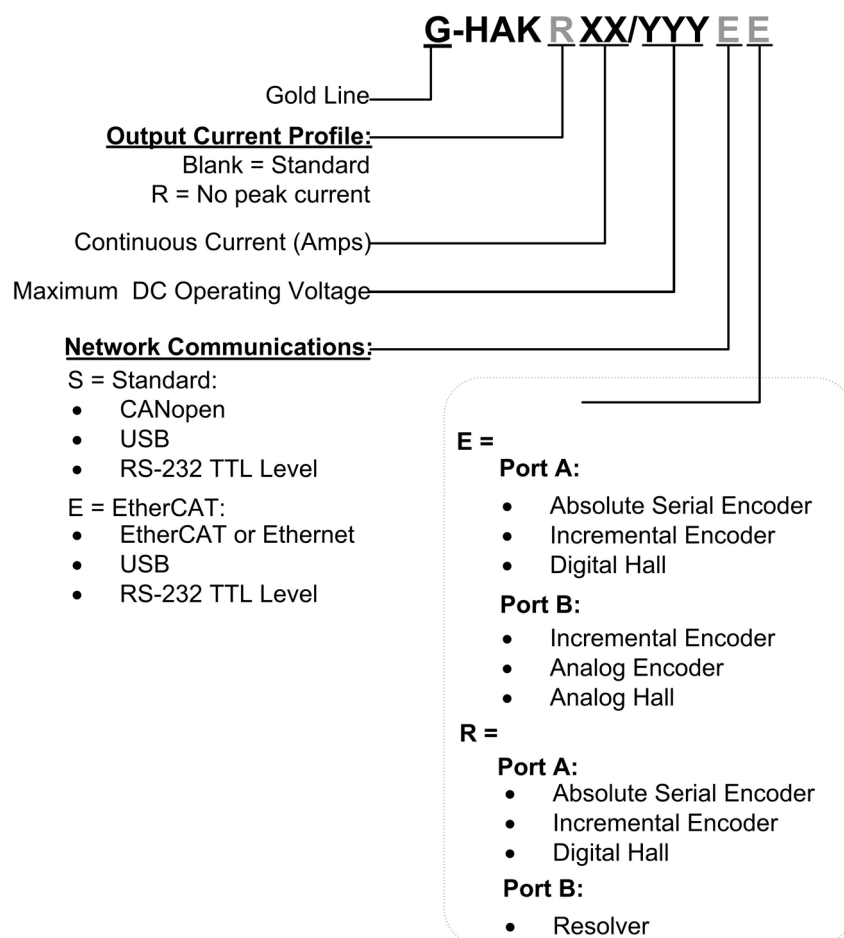 G-HAK R XX/YYY E E
Gold Line
Output Current Profile:
Blank = Standard
R = No peak current
Continuous Current (Amps)
Maximum DC Operating Voltage
Network Communications:
S = Standard:
• CANopen
• USB
• RS-232 TTL Level
E = EtherCAT:
• EtherCAT or Ethernet
• USB
• RS-232 TTL Level
E =
Port A:
• Absolute Serial Encoder
• Incremental Encoder
• Digital Hall
Port B:
• Incremental Encoder
• Analog Encoder
• Analog Hall
R =
Port A:
• Absolute Serial Encoder
• Incremental Encoder
• Digital Hall
Port B:
• Resolver